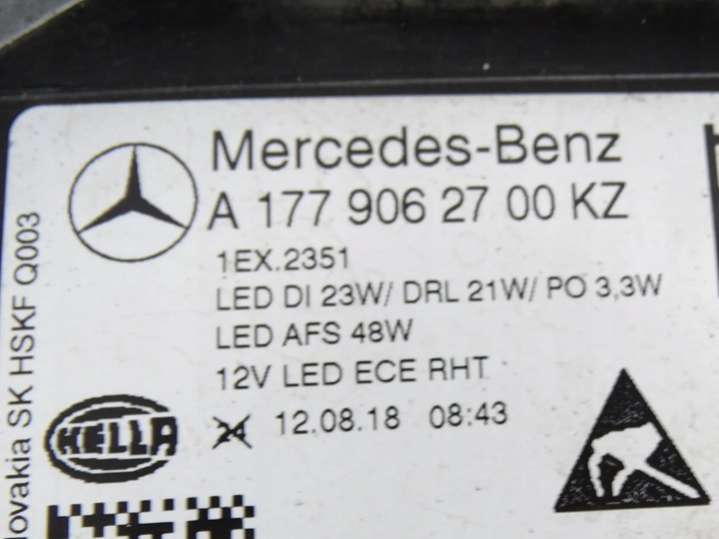 Mercedes-Benz
A 177 906 27 00 KZ
1EX.2351
LED DI 23W/ DRL 21W/ PO 3,3W
LED AFS 48W
12V LED ECE RHT
24 12.08.18 08:43
HELLA
lovakia SK HSKF Q003